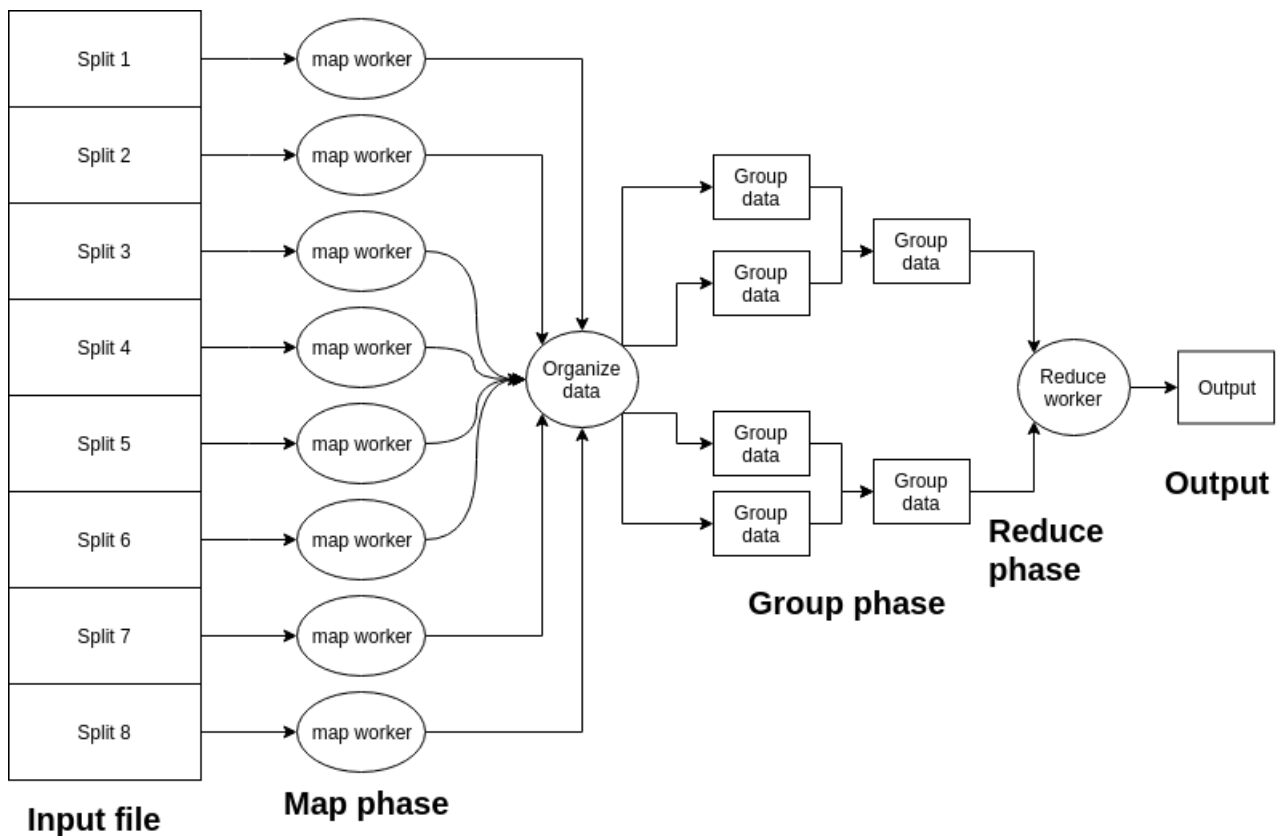 Split 1
map worker
Split 2
map worker
Split 3
map worker
Split 4
map worker
Split 5
map worker
Split 6
map worker
Split 7
map worker
Split 8
map worker
Input file
Map phase
Organize
data
Group
data
Group
data
Group
data
Group
data
Group
data
Group
data
Group phase
Reduce
worker
Reduce
phase
Output
Output